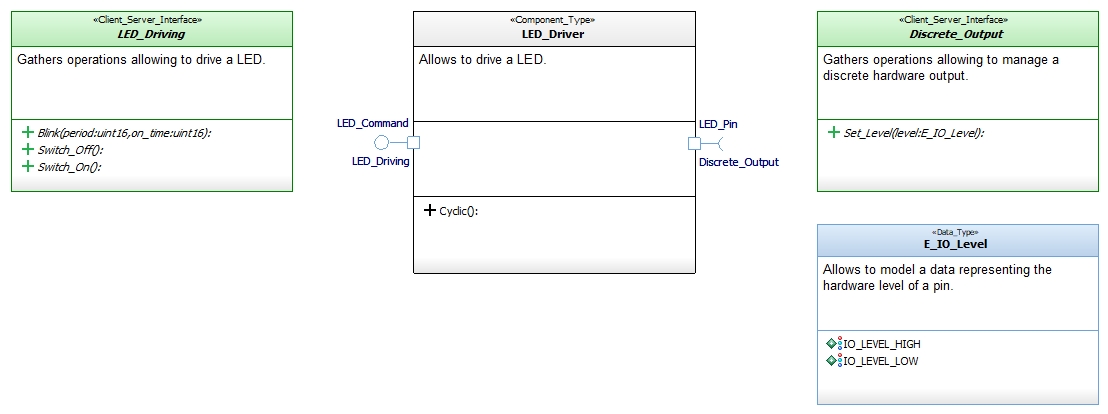 «Client_Server_Interface»
LED_Driving
Gathers operations allowing to drive a LED.
Blink(period:uint16,on_time:uint16):
Switch_Off():
Switch_On():
«Component_Type»
LED_Driver
Allows to drive a LED.
LED_Command
LED_Driving
LED_Pin
Discrete_Output
Cyclic():
«Client_Server_Interface»
Discrete_Output
Gathers operations allowing to manage a
discrete hardware output.
Set_Level(level:E_IO_Level):
«Data_Type»
E_IO_Level
Allows to model a data representing the
hardware level of a pin.
IO_LEVEL_HIGH
IO_LEVEL_LOW